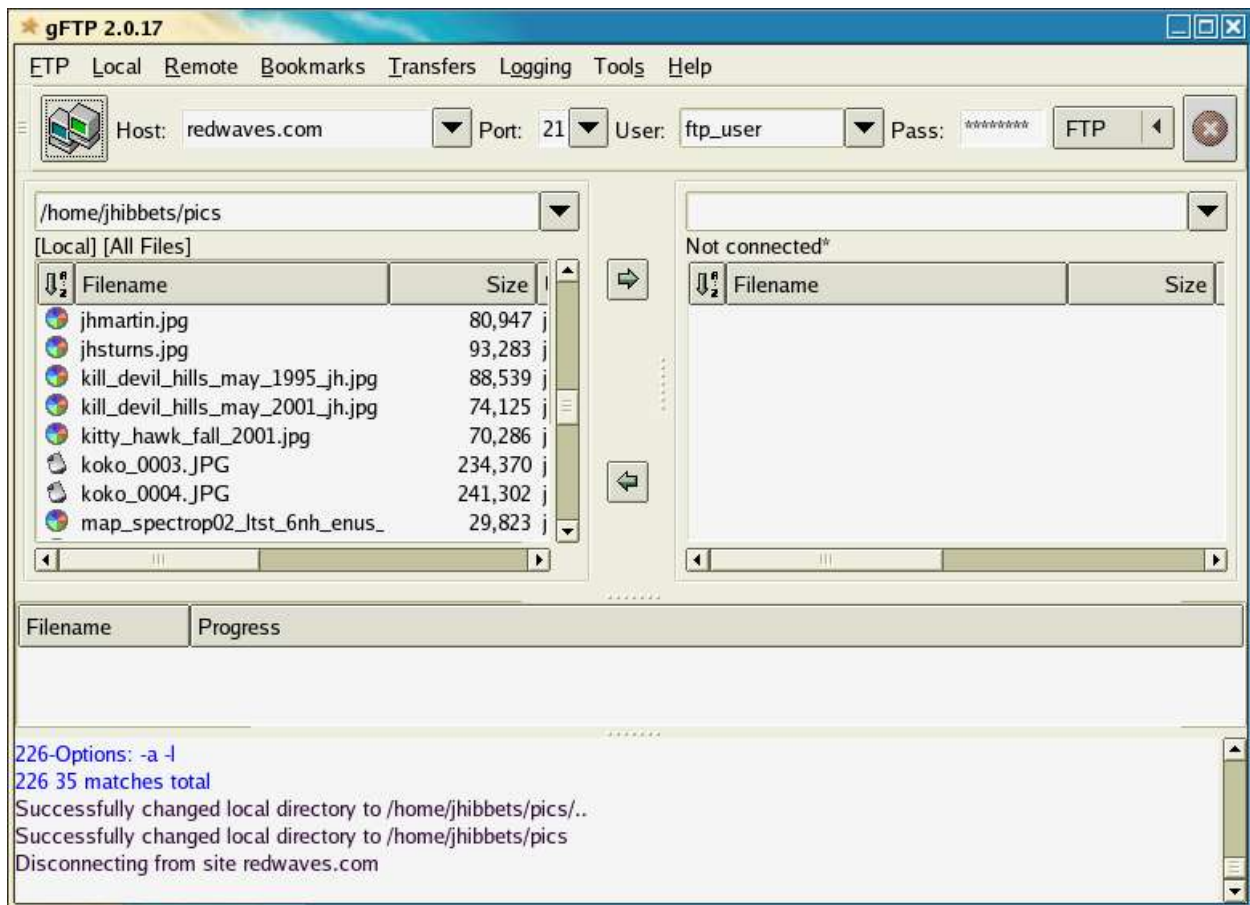 gFTP 2.0.17
FTP Local Remote Bookmarks Transfers Logging Tools Help
Host: redwaves.com Port: 21 User: ftp_user Pass: ******** FTP
/home/jhibbets/pics
[Local] [All Files]
Filename Size
jhmartin.jpg 80,947 j
jhsturns.jpg 93,283 j
kill_devil_hills_may_1995_jh.jpg 88,539 j
kill_devil_hills_may_2001_jh.jpg 74,125 j
kitty_hawk_fall_2001.jpg 70,286 j
koko_0003.JPG 234,370 j
koko_0004.JPG 241,302 j
map_spectrop02_ltst_6nh_enus_ 29,823 j
Not connected*
Filename Size
Filename Progress
226-Options: -a -l
226 35 matches total
Successfully changed local directory to /home/jhibbets/pics/..
Successfully changed local directory to /home/jhibbets/pics
Disconnecting from site redwaves.com